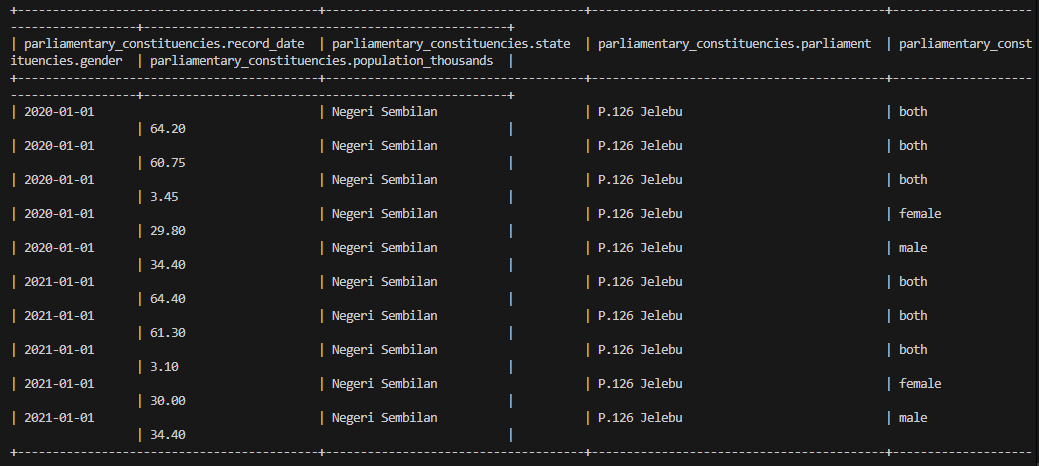 +-------------------------------------------+-------------------------------------+------------------------------------------+--------------------
------------------+----------------------------------------------------+
| parliamentary_constituencies.record_date | parliamentary_constituencies.state | parliamentary_constituencies.parliament | parliamentary_const
ituencies.gender | parliamentary_constituencies.population_thousands |
+-------------------------------------------+-------------------------------------+------------------------------------------+--------------------
------------------+----------------------------------------------------+
| 2020-01-01 | Negeri Sembilan | P.126 Jelebu | both
| 64.20 |
| 2020-01-01 | Negeri Sembilan | P.126 Jelebu | both
| 60.75 |
| 2020-01-01 | Negeri Sembilan | P.126 Jelebu | both
| 3.45 |
| 2020-01-01 | Negeri Sembilan | P.126 Jelebu | female
| 29.80 |
| 2020-01-01 | Negeri Sembilan | P.126 Jelebu | male
| 34.40 |
| 2021-01-01 | Negeri Sembilan | P.126 Jelebu | both
| 64.40 |
| 2021-01-01 | Negeri Sembilan | P.126 Jelebu | both
| 61.30 |
| 2021-01-01 | Negeri Sembilan | P.126 Jelebu | both
| 3.10 |
| 2021-01-01 | Negeri Sembilan | P.126 Jelebu | female
| 30.00 |
| 2021-01-01 | Negeri Sembilan | P.126 Jelebu | male
| 34.40 |
+-------------------------------------------+-------------------------------------+------------------------------------------+--------------------